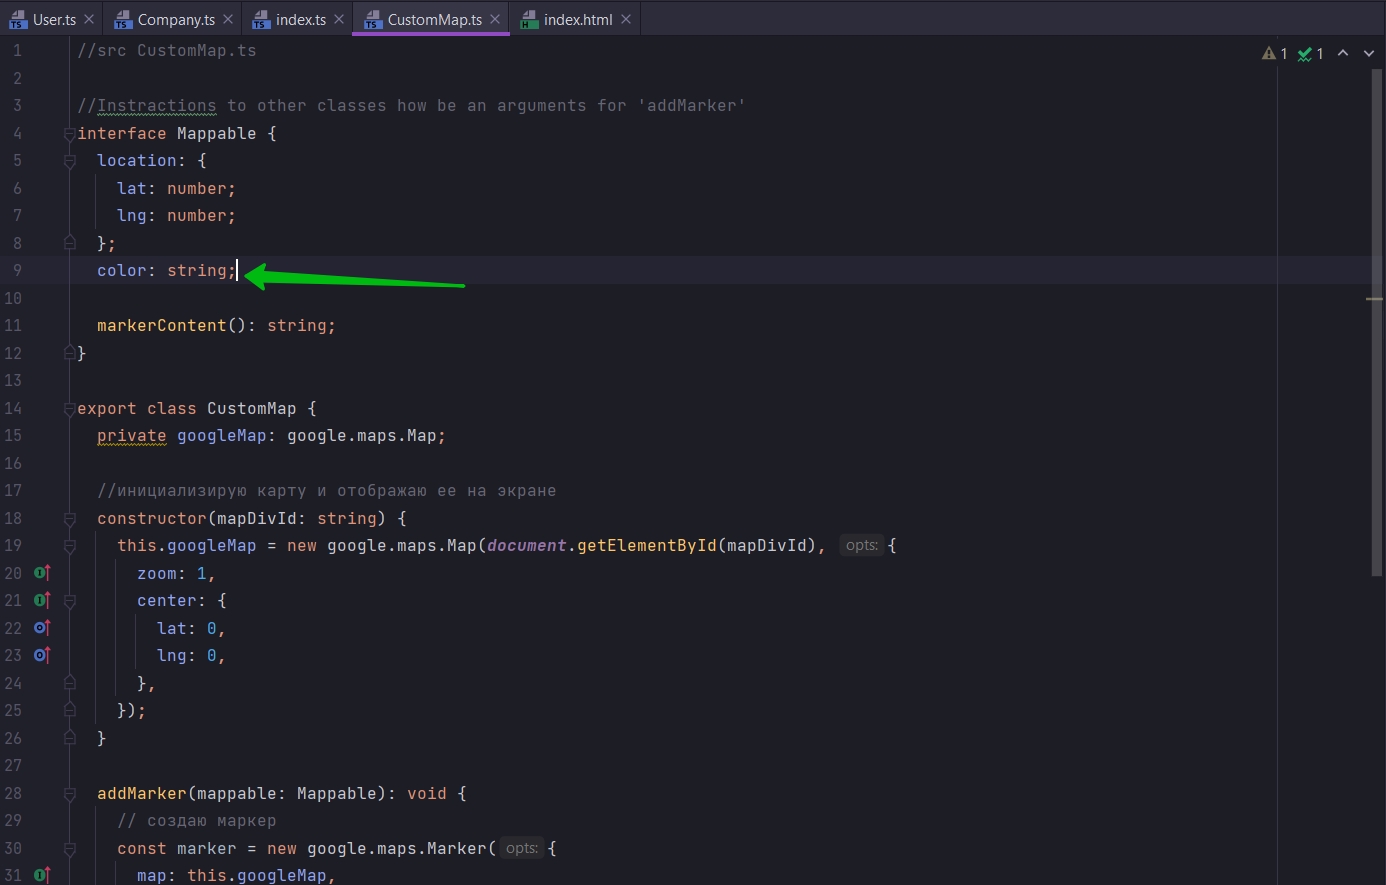 User.ts Company.ts index.ts CustomMap.ts index.html
1 //src CustomMap.ts
1 1
2
3 //Instractions to other classes how be an arguments for 'addMarker'
4 interface Mappable {
5 location: {
6 lat: number;
7 lng: number;
8 };
9 color: string;
10
11 markerContent(): string;
12 }
13
14 export class CustomMap {
15 private googleMap: google.maps.Map;
16
17 //инициализирую карту и отображаю ее на экране
18 constructor(mapDivId: string) {
19 this.googleMap = new google.maps.Map(document.getElementById(mapDivId), opts: {
20 zoom: 1,
21 center: {
22 lat: 0,
23 lng: 0,
24 },
25 });
26 }
27
28 addMarker(mappable: Mappable): void {
29 // создаю маркер
30 const marker = new google.maps.Marker( opts: {
31 map: this.googleMap,